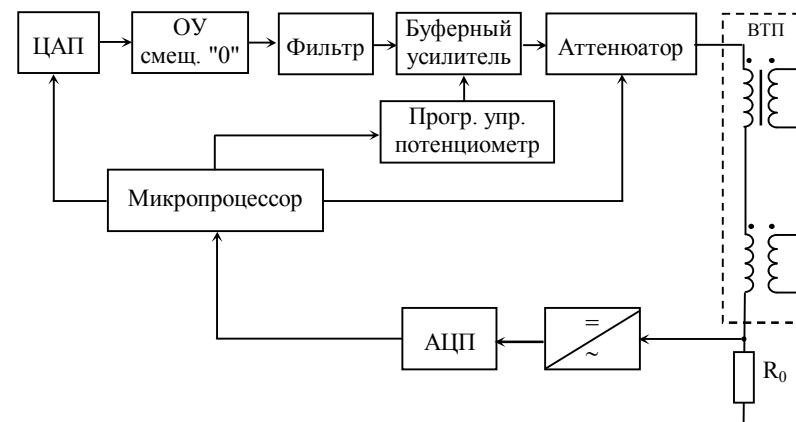 ЦАП
ОУ
смещ. "0"
Фильтр
Буферный
усилитель
Аттенюатор
ВТП
Прогр. упр.
потенциометр
Микропроцессор
АЦП
=
~
R₀